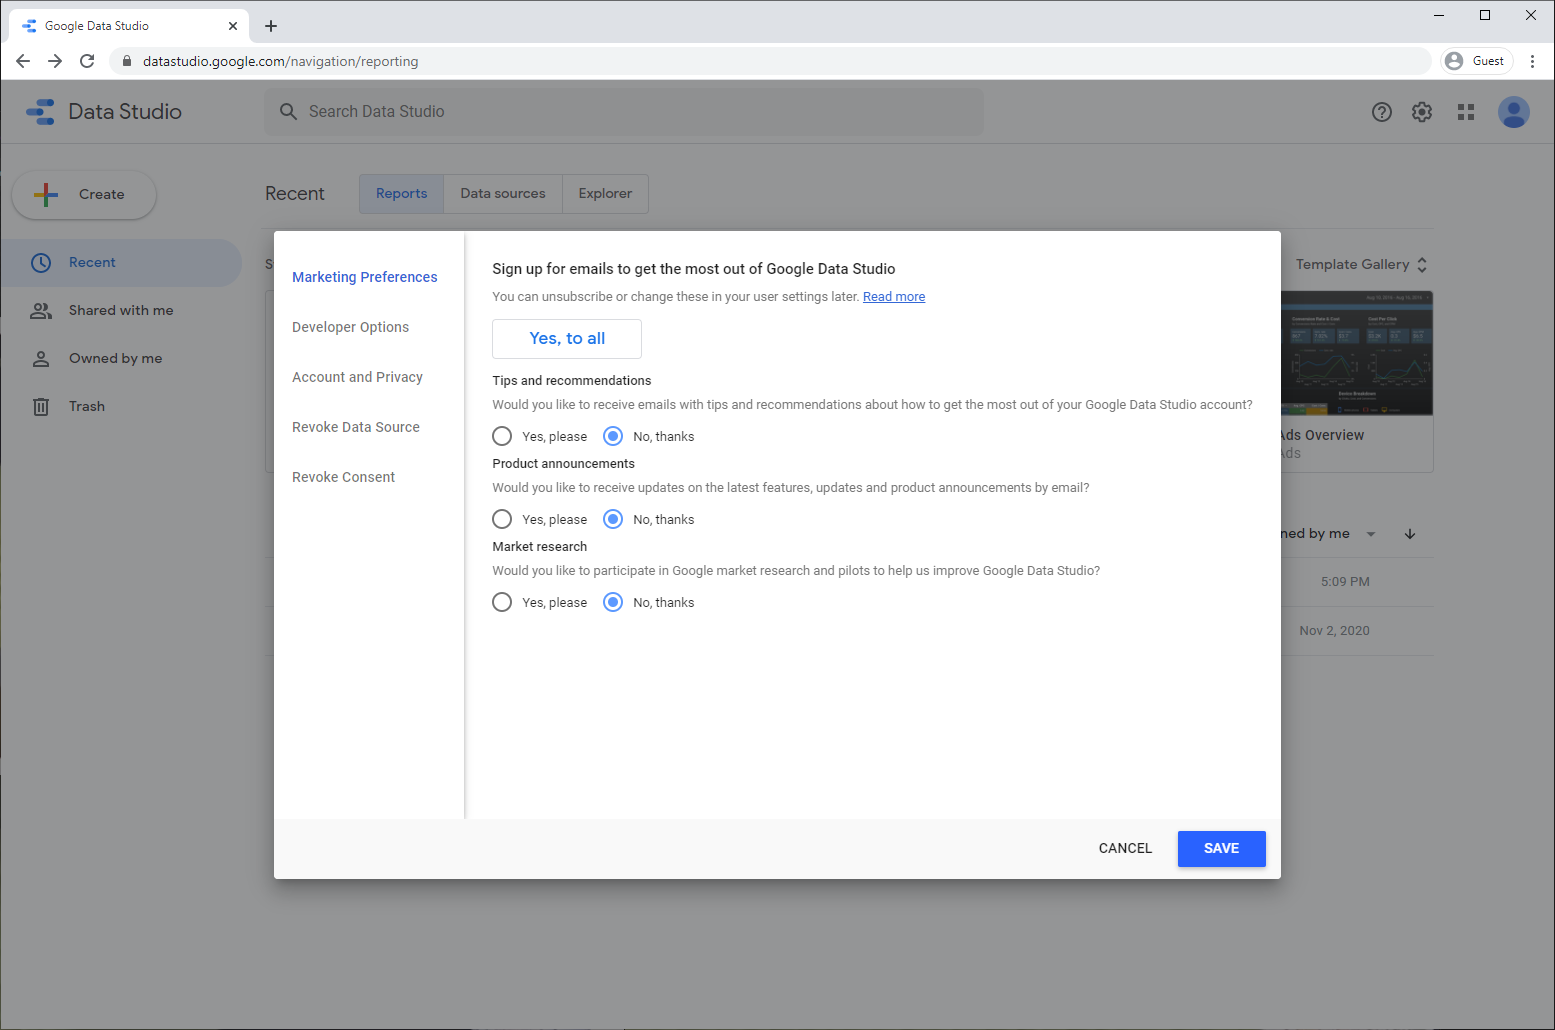 Google Data Studio
datastudio.google.com/navigation/reporting
Guest
Data Studio
Search Data Studio
Create
Recent
Reports
Data sources
Explorer
Recent
Shared with me
Owned by me
Trash
S
Template Gallery
Marketing Preferences
Developer Options
Account and Privacy
Revoke Data Source
Revoke Consent
Sign up for emails to get the most out of Google Data Studio
You can unsubscribe or change these in your user settings later. Read more
Yes, to all
Tips and recommendations
Would you like to receive emails with tips and recommendations about how to get the most out of your Google Data Studio account?
Yes, please No, thanks
Product announcements
Would you like to receive updates on the latest features, updates and product announcements by email?
Yes, please No, thanks
Market research
Would you like to participate in Google market research and pilots to help us improve Google Data Studio?
Yes, please No, thanks
CANCEL
SAVE
Conversion Rate & Cost
Cost Per Click
Device Breakdown
Ads Overview
Ads
ned by me
5:09 PM
Nov 2, 2020